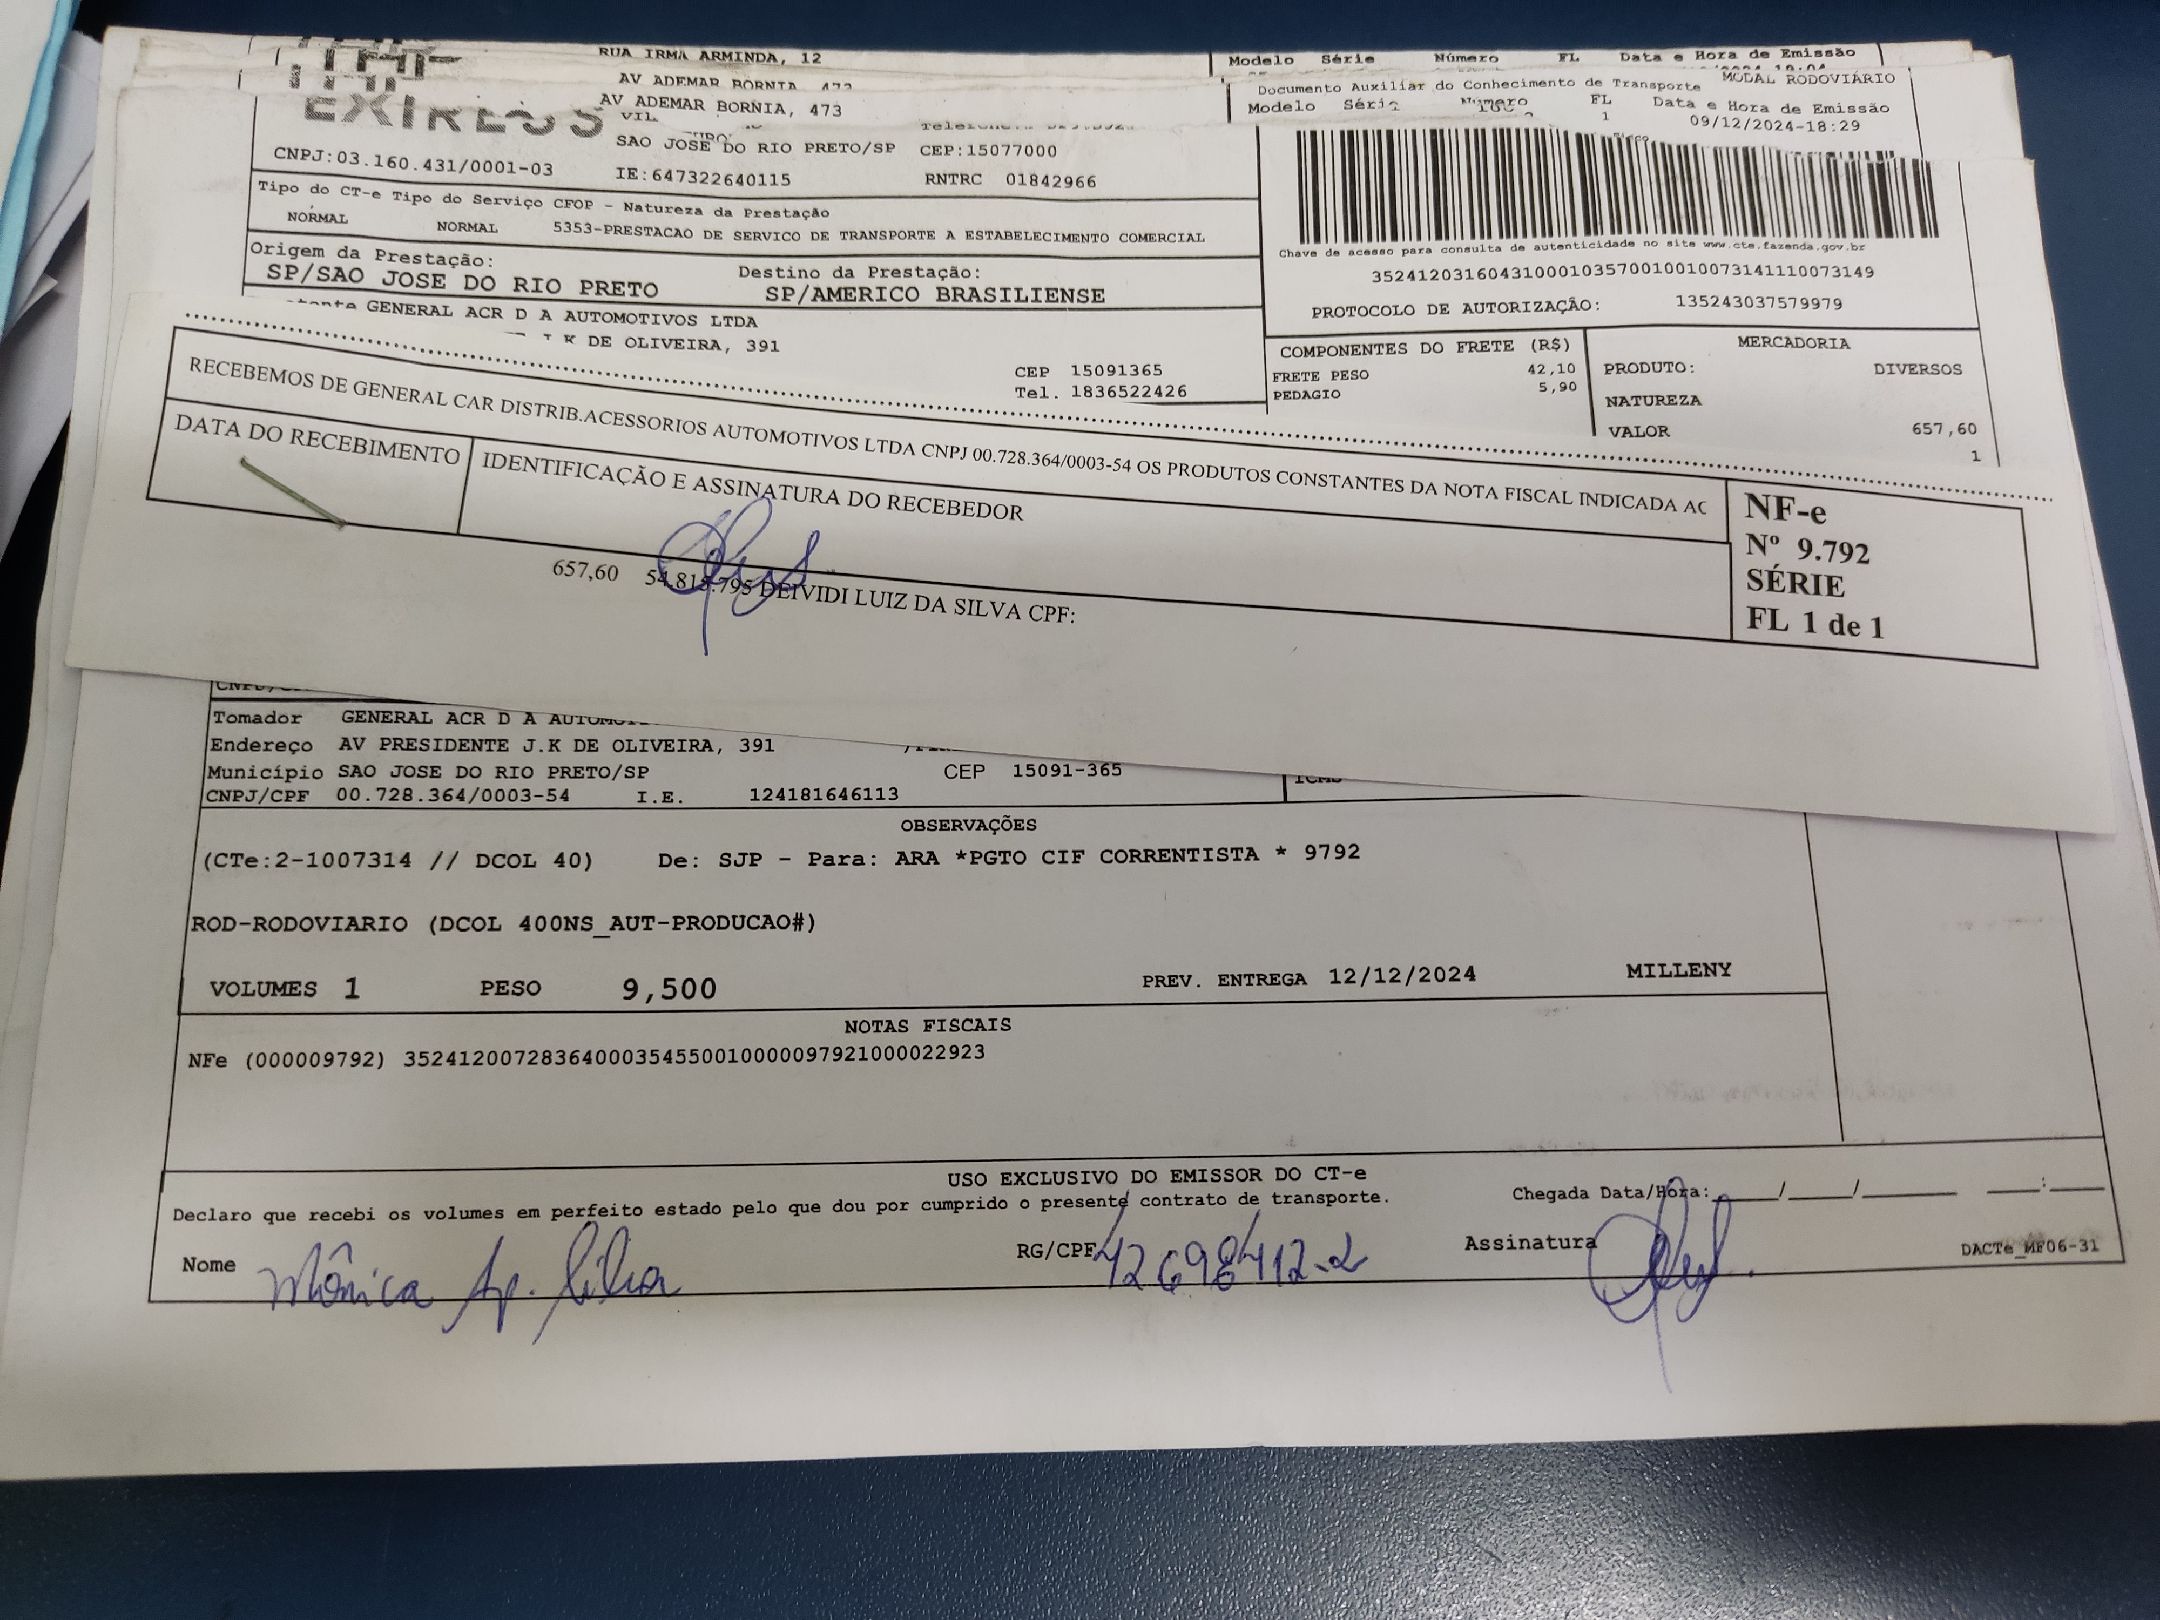 RUA IRMA ARMINDA, 12
Modelo Série Número FL Data e Hora de Emissão
AV ADEMAR BORNIA, 473
MODAL RODOVIÁRIO
Documento Auxiliar do Conhecimento de Transporte
AV ADEMAR BORNIA, 473
Modelo Número FL Data e Hora de Emissão
1 09/12/2024-18:29
SAO JOSE DO RIO PRETO/SP CEP:15077000
CNPJ:03.160.431/0001-03 IE:647322640115 RNTRC 01842966
Tipo do CT-e Tipo do Serviço CFOP - Natureza da Prestação
NORMAL NORMAL 5353-PRESTACAO DE SERVICO DE TRANSPORTE A ESTABELECIMENTO COMERCIAL
Chave de acesso para consulta de autenticidade no site www.cte.fazenda.gov.br
35241203160431000103570010010073141110073149
Origem da Prestação: Destino da Prestação:
SP/SAO JOSE DO RIO PRETO SP/AMERICO BRASILIENSE
PROTOCOLO DE AUTORIZAÇÃO: 135243037579979
GENERAL ACR D A AUTOMOTIVOS LTDA
K DE OLIVEIRA, 391
CEP 15091365
Tel. 1836522426
COMPONENTES DO FRETE (R$)
FRETE PESO 42,10
PEDAGIO 5,90
MERCADORIA
PRODUTO: DIVERSOS
NATUREZA
VALOR 657,60
1
RECEBEMOS DE GENERAL CAR DISTRIB.ACESSORIOS AUTOMOTIVOS LTDA CNPJ 00.728.364/0003-54 OS PRODUTOS CONSTANTES DA NOTA FISCAL INDICADA AC
DATA DO RECEBIMENTO IDENTIFICAÇÃO E ASSINATURA DO RECEBEDOR
NF-e
Nº 9.792
SÉRIE
FL 1 de 1
657,60 DEIVIDI LUIZ DA SILVA CPF:
Tomador GENERAL ACR D A
Endereço AV PRESIDENTE J.K DE OLIVEIRA, 391
Município SAO JOSE DO RIO PRETO/SP CEP 15091-365
CNPJ/CPF 00.728.364/0003-54 I.E. 124181646113
OBSERVAÇÕES
(CTe:2-1007314 // DCOL 40) De: SJP - Para: ARA *PGTO CIF CORRENTISTA * 9792
ROD-RODOVIARIO (DCOL 400NS_AUT-PRODUCAO#)
VOLUMES 1 PESO 9,500 PREV. ENTREGA 12/12/2024 MILLENY
NOTAS FISCAIS
NFe (000009792) 35241200728364000354550010000097921000022923
USO EXCLUSIVO DO EMISSOR DO CT-e
Declaro que recebi os volumes em perfeito estado pelo que dou por cumprido o presente contrato de transporte. Chegada Data/Hora: / / :
Nome Mônica Ap. Silva RG/CPF 42698412-2 Assinatura DACTe_MF06-31